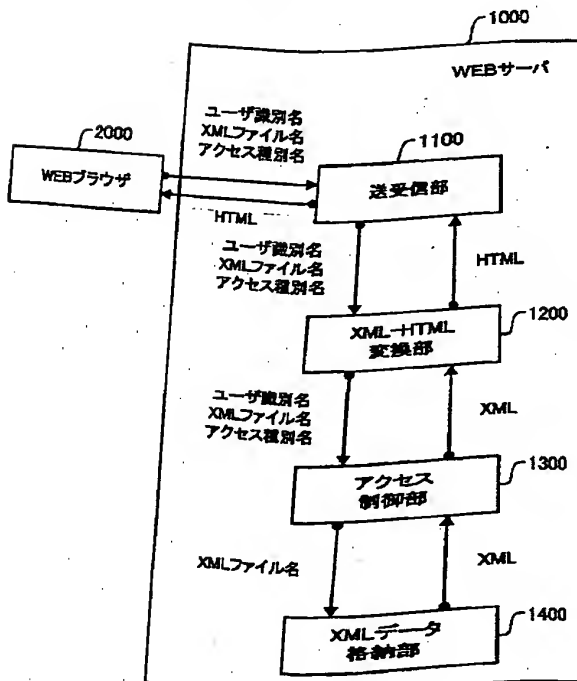 1000
WEBサーバ
ユーザ識別名
XMLファイル名
アクセス種別名
2000
WEBブラウザ
1100
送受信部
HTML
ユーザ識別名
XMLファイル名
アクセス種別名
HTML
XML-HTML
変換部
1200
ユーザ識別名
XMLファイル名
アクセス種別名
XML
アクセス
制御部
1300
XMLファイル名
XML
XMLデータ
格納部
1400